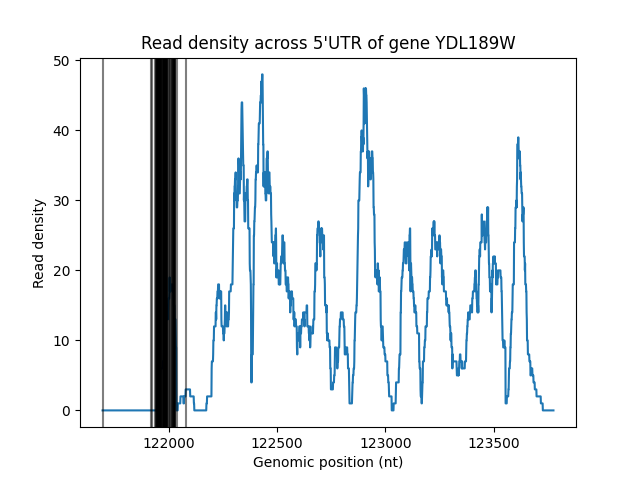 Read density across 5'UTR of gene YDL189W
50
40
30
20
10
0
Read density
122000 122500 123000 123500
Genomic position (nt)